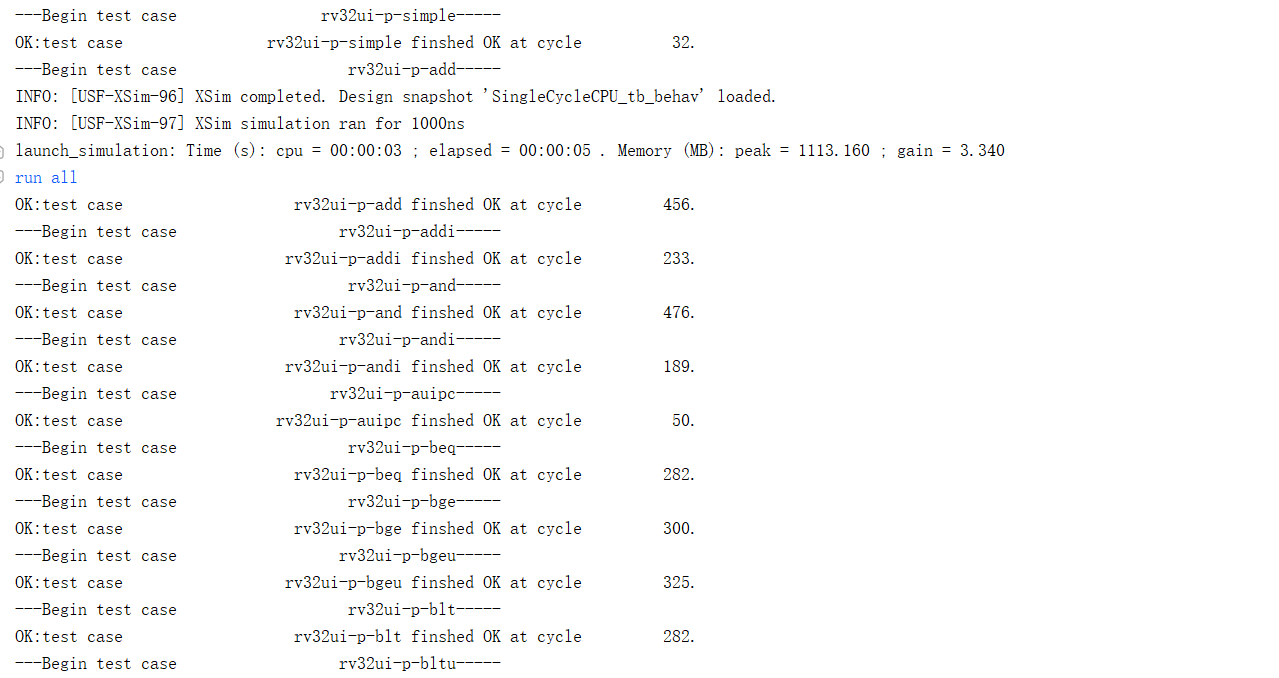 ---Begin test case                rv32ui-p-simple-----
OK:test case                rv32ui-p-simple finshed OK at cycle          32.
---Begin test case                   rv32ui-p-add-----
INFO: [USF-XSim-96] XSim completed. Design snapshot 'SingleCycleCPU_tb_behav' loaded.
INFO: [USF-XSim-97] XSim simulation ran for 1000ns
launch_simulation: Time (s): cpu = 00:00:03 ; elapsed = 00:00:05 . Memory (MB): peak = 1113.160 ; gain = 3.340
run all
OK:test case                   rv32ui-p-add finshed OK at cycle         456.
---Begin test case                  rv32ui-p-addi-----
OK:test case                  rv32ui-p-addi finshed OK at cycle         233.
---Begin test case                   rv32ui-p-and-----
OK:test case                   rv32ui-p-and finshed OK at cycle         476.
---Begin test case                  rv32ui-p-andi-----
OK:test case                  rv32ui-p-andi finshed OK at cycle         189.
---Begin test case                 rv32ui-p-auipc-----
OK:test case                 rv32ui-p-auipc finshed OK at cycle          50.
---Begin test case                   rv32ui-p-beq-----
OK:test case                   rv32ui-p-beq finshed OK at cycle         282.
---Begin test case                   rv32ui-p-bge-----
OK:test case                   rv32ui-p-bge finshed OK at cycle         300.
---Begin test case                  rv32ui-p-bgeu-----
OK:test case                  rv32ui-p-bgeu finshed OK at cycle         325.
---Begin test case                   rv32ui-p-blt-----
OK:test case                   rv32ui-p-blt finshed OK at cycle         282.
---Begin test case                  rv32ui-p-bltu-----